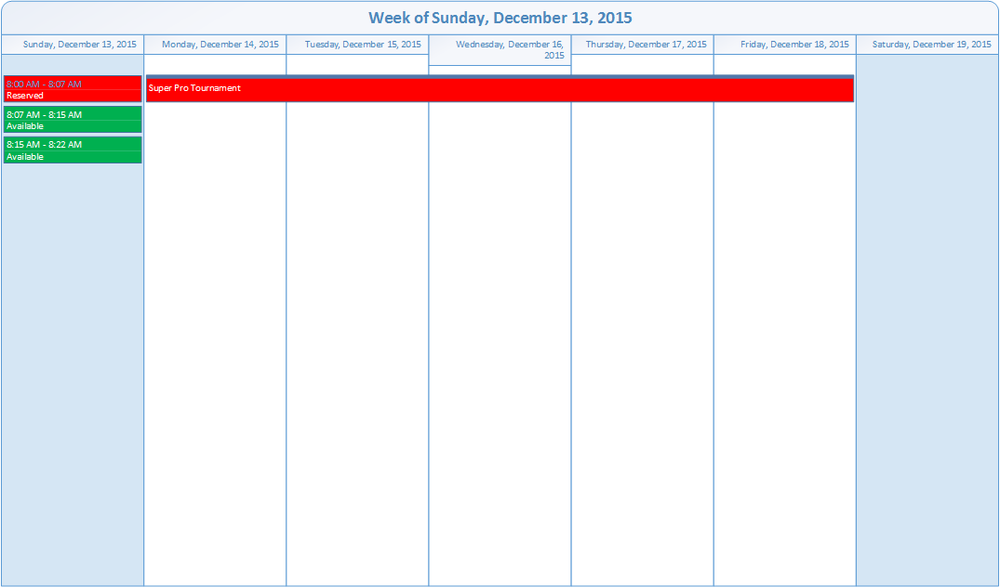 Week of Sunday, December 13, 2015
Sunday, December 13, 2015
Monday, December 14, 2015
Tuesday, December 15, 2015
Wednesday, December 16,
2015
Thursday, December 17, 2015
Friday, December 18, 2015
Saturday, December 19, 2015
8:00 AM - 8:07 AM
Reserved
8:07 AM - 8:15 AM
Available
8:15 AM - 8:22 AM
Available
Super Pro Tournament